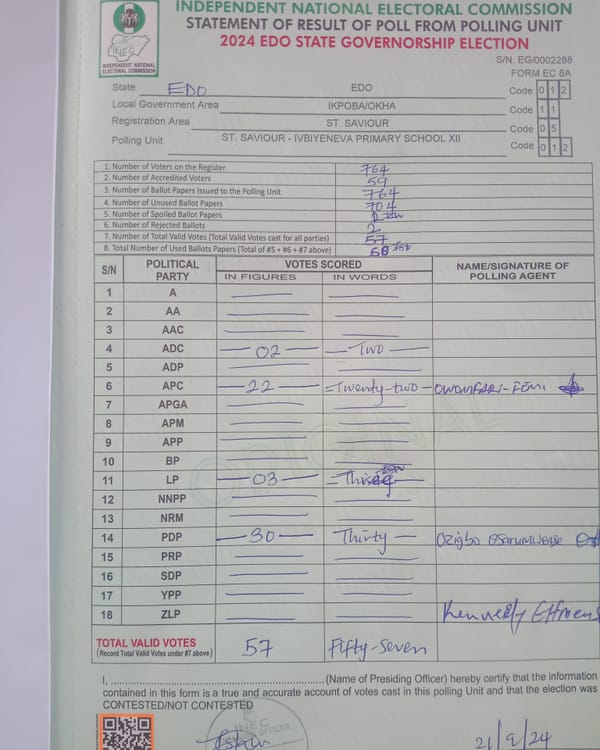 INDEPENDENT NATIONAL ELECTORAL COMMISSION
STATEMENT OF RESULT OF POLL FROM POLLING UNIT
2024 EDO STATE GOVERNORSHIP ELECTION
INEC
INDEPENDENT NATIONAL ELECTORAL COMMISSION
S/N: EG/0002288
FORM EC 8A
State EDO EDO Code 0 1 2
Local Government Area IKPOBA/OKHA Code 1 1
Registration Area ST. SAVIOUR Code 0 5
Polling Unit ST. SAVIOUR - IVBIYENEVA PRIMARY SCHOOL XII Code 0 1 2
1. Number of Voters on the Register 764
2. Number of Accredited Voters 59
3. Number of Ballot Papers Issued to the Polling Unit 764
4. Number of Unused Ballot Papers 704
5. Number of Spoiled Ballot Papers
6. Number of Rejected Ballots 2
7. Number of Total Valid Votes (Total Valid Votes cast for all parties) 57
8. Total Number of Used Ballots Papers (Total of #5 + #6 + #7 above)
S/N POLITICAL PARTY VOTES SCORED NAME/SIGNATURE OF POLLING AGENT
IN FIGURES IN WORDS
1 A
2 AA
3 AAC
4 ADC 02 Two
5 ADP
6 APC 22 Twenty-two
7 APGA
8 APM
9 APP
10 BP
11 LP 03
12 NNPP
13 NRM
14 PDP 30 Thirty Ozigbo Osarumwense
15 PRP
16 SDP
17 YPP
18 ZLP Kennedy
TOTAL VALID VOTES 57 Fifty-Seven
(Record Total Valid Votes under #7 above)
I, (Name of Presiding Officer) hereby certify that the information
contained in this form is a true and accurate account of votes cast in this polling Unit and that the election was
CONTESTED/NOT CONTESTED
INEC
21/9/24
ORIGINAL